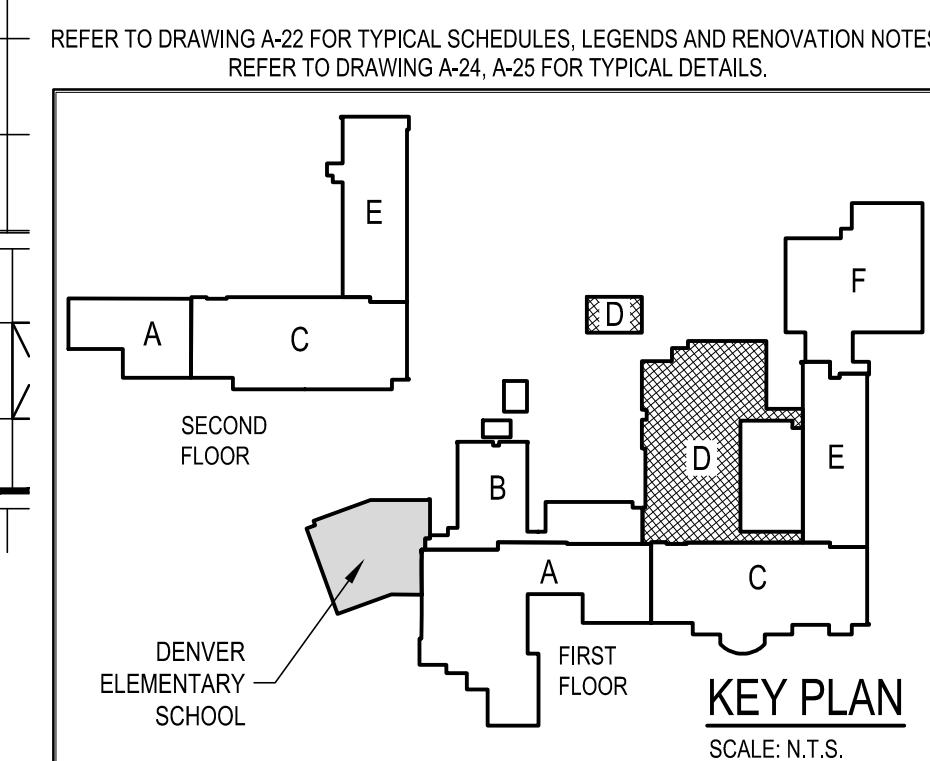 REFER TO DRAWING A-22 FOR TYPICAL SCHEDULES, LEGENDS AND RENOVATION NOTES
REFER TO DRAWING A-24, A-25 FOR TYPICAL DETAILS.
E
A
C
SECOND
FLOOR
F
D
D
E
B
A
C
DENVER
ELEMENTARY
SCHOOL
FIRST
FLOOR
KEY PLAN
SCALE: N.T.S.